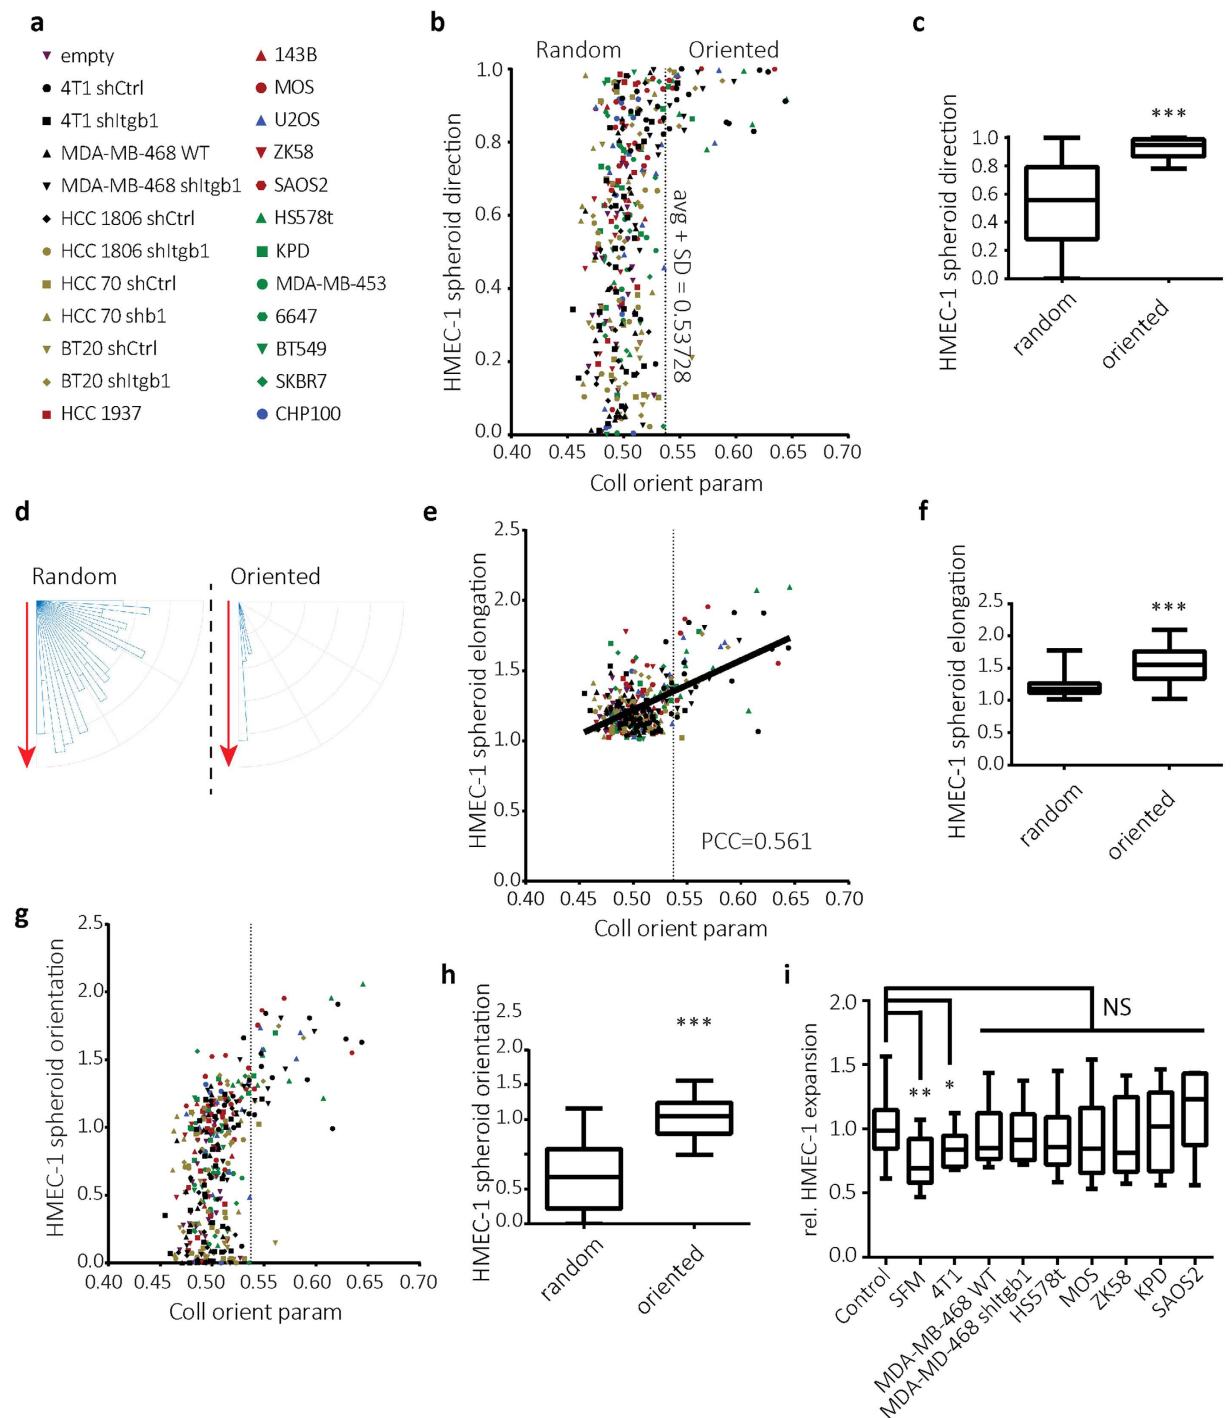 a
empty
4T1 shCtrl
4T1 shItgb1
MDA-MB-468 WT
MDA-MB-468 shItgb1
HCC 1806 shCtrl
HCC 1806 shItgb1
HCC 70 shCtrl
HCC 70 shb1
BT20 shCtrl
BT20 shItgb1
HCC 1937
143B
MOS
U2OS
ZK58
SAOS2
HS578t
KPD
MDA-MB-453
6647
BT549
SKBR7
CHP100
b
Random Oriented
HMEC-1 spheroid direction
1.0
0.8
0.6
0.4
0.2
0.0
avg + SD = 0.53728
0.40 0.45 0.50 0.55 0.60 0.65 0.70
Coll orient param
c
***
HMEC-1 spheroid direction
1.0
0.8
0.6
0.4
0.2
0.0
random
oriented
d
Random Oriented
e
HMEC-1 spheroid elongation
2.5
2.0
1.5
1.0
0.5
0.0
PCC=0.561
0.40 0.45 0.50 0.55 0.60 0.65 0.70
Coll orient param
f
***
HMEC-1 spheroid elongation
2.5
2.0
1.5
1.0
0.5
0.0
random
oriented
g
HMEC-1 spheroid orientation
2.5
2.0
1.5
1.0
0.5
0.0
0.40 0.45 0.50 0.55 0.60 0.65 0.70
Coll orient param
h
***
HMEC-1 spheroid orientation
2.5
2.0
1.0
0.5
0.0
random
oriented
i
NS
** *
rel. HMEC-1 expansion
2.0
1.5
1.0
0.5
0.0
Control
SFM
4T1
MDA-MB-468 WT
MDA-MD-468 shItgb1
HS578t
MOS
ZK58
KPD
SAOS2